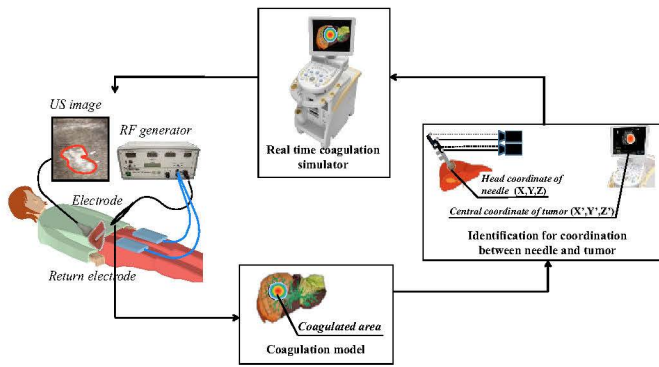 US image
RF generator
Electrode
Return electrode
Real time coagulation
simulator
Head coordinate of
needle (X,Y,Z)
Central coordinate of tumor (X',Y',Z')
Identification for coordination
between needle and tumor
Coagulated area
Coagulation model